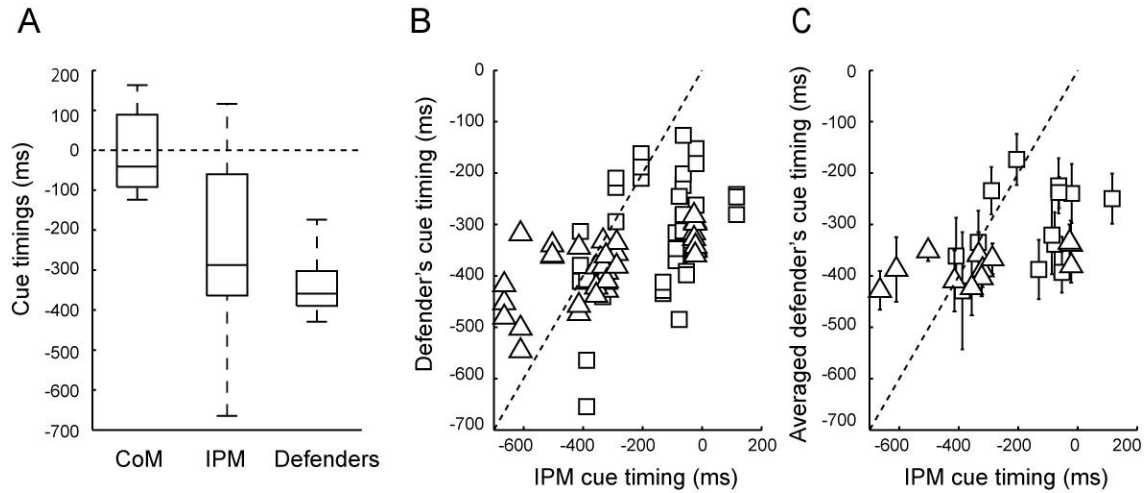 A
B
C
Cue timings (ms)
200
100
0
-100
-200
-300
-400
-500
-600
-700
CoM IPM Defenders
Defender's cue timing (ms)
0
-100
-200
-300
-400
-500
-600
-700
-600 -400 -200 0 200
IPM cue timing (ms)
Averaged defender's cue timing (ms)
0
-100
-200
-300
-400
-500
-600
-700
-600 -400 -200 0 200
IPM cue timing (ms)